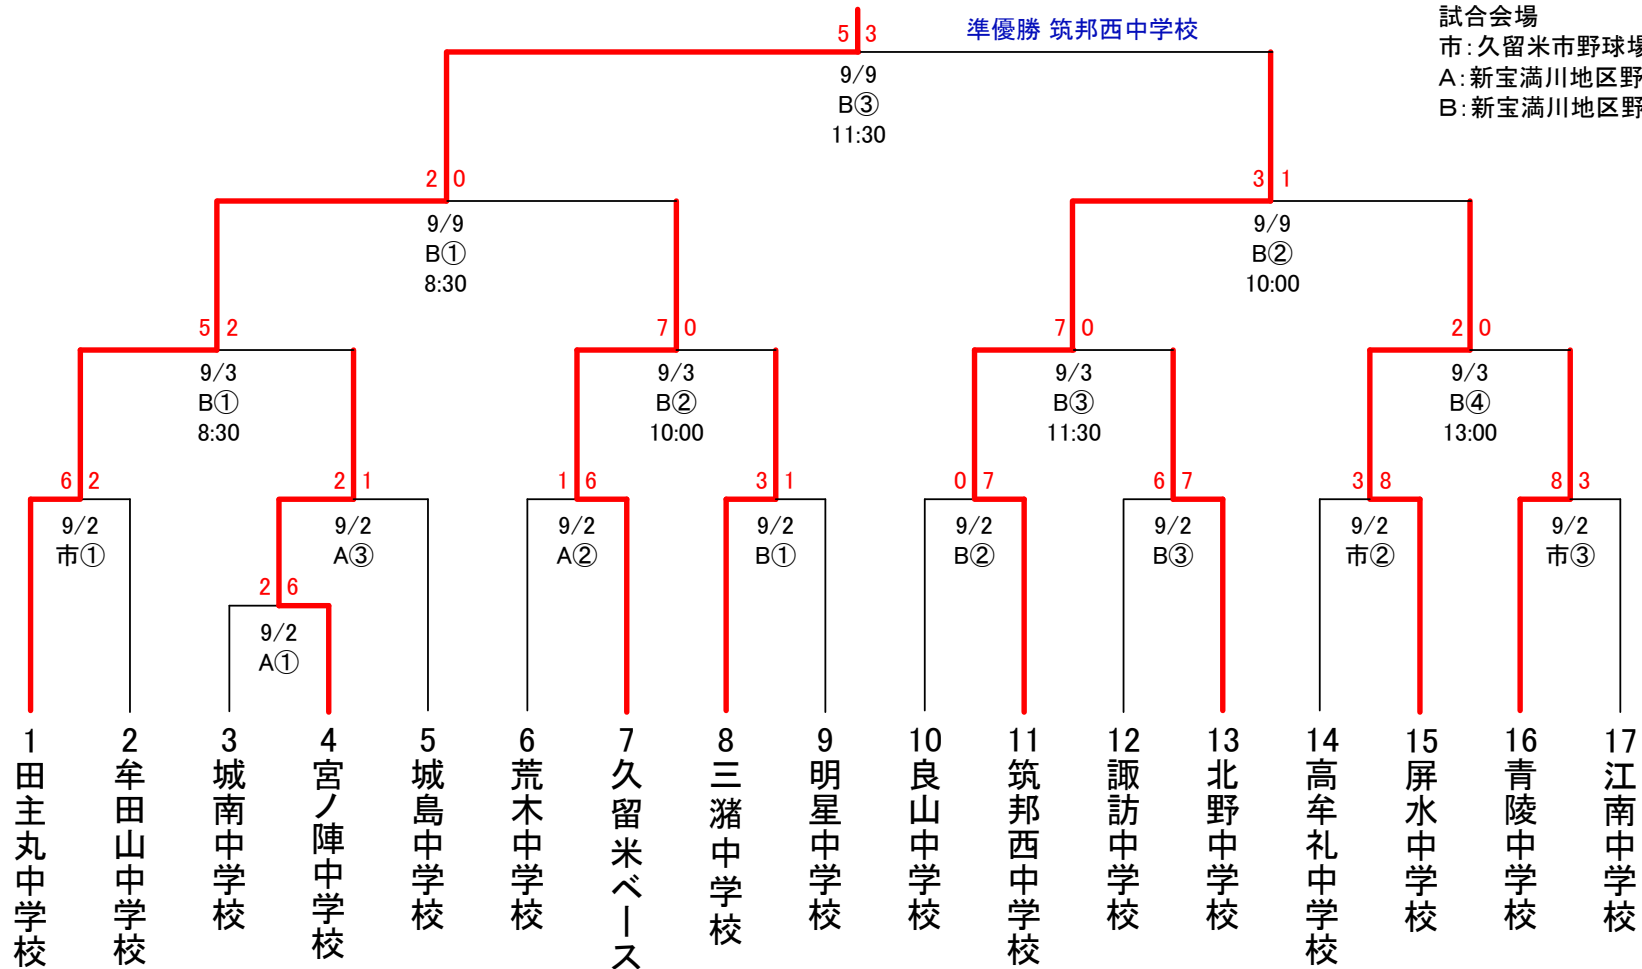 試合会場
市：久留米市野球場
A：新宝満川地区野
B：新宝満川地区野
準優勝 筑邦西中学校
5 3
9/9
B③
11:30
2 0
9/9
B①
8:30
3 1
9/9
B②
10:00
5 2
9/3
B①
8:30
7 0
9/3
B②
10:00
7 0
9/3
B③
11:30
2 0
9/3
B④
13:00
6 2
9/2
市①
2 1
9/2
A③
1 6
9/2
A②
3 1
9/2
B①
0 7
9/2
B②
6 7
9/2
B③
3 8
9/2
市②
8 3
9/2
市③
2 6
9/2
A①
1 田主丸中学校
2 牟田山中学校
3 城南中学校
4 宮ノ陣中学校
5 城島中学校
6 荒木中学校
7 久留米ベース
8 三潴中学校
9 明星中学校
10 良山中学校
11 筑邦西中学校
12 諏訪中学校
13 北野中学校
14 高牟礼中学校
15 屏水中学校
16 青陵中学校
17 江南中学校